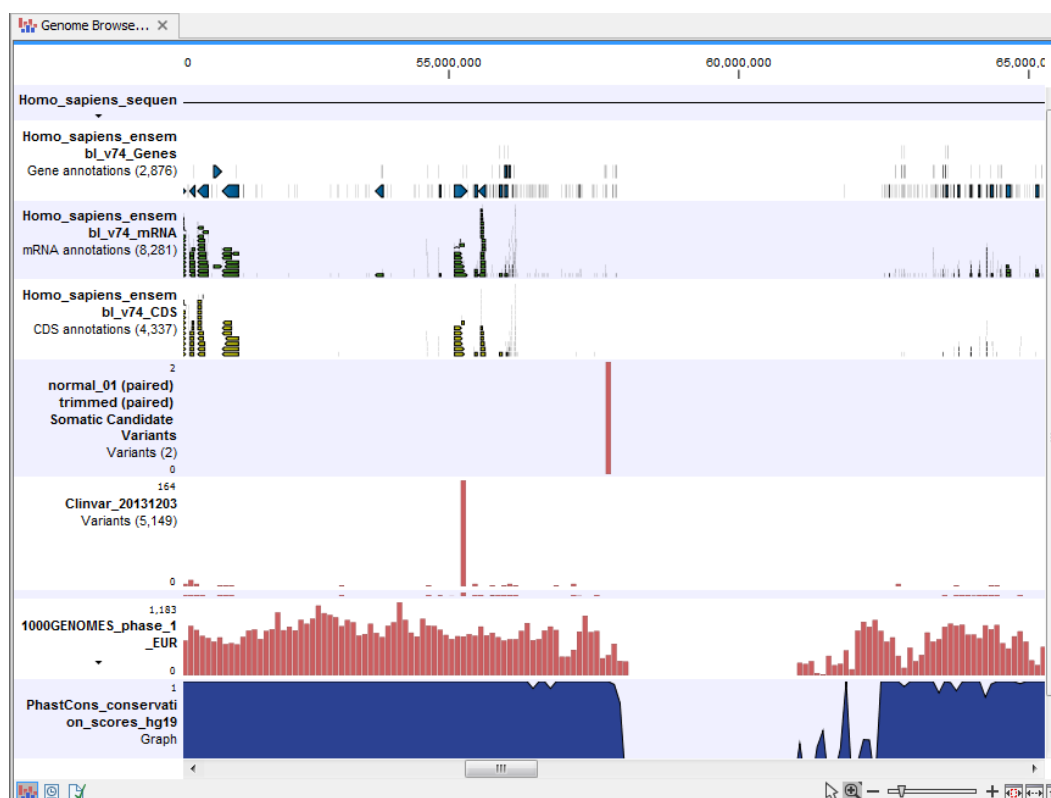 Genome Browse...
0 55,000,000 60,000,000 65,000,0
Homo_sapiens_sequen
Homo_sapiens_ensem
bl_v74_Genes
Gene annotations (2,876)
Homo_sapiens_ensem
bl_v74_mRNA
mRNA annotations (8,281)
Homo_sapiens_ensem
bl_v74_CDS
CDS annotations (4,337)
2
normal_01 (paired)
trimmed (paired)
Somatic Candidate
Variants
Variants (2)
0
164
Clinvar_20131203
Variants (5,149)
0
1,183
1000GENOMES_phase_1
_EUR
0
1
PhastCons_conservati
on_scores_hg19
Graph